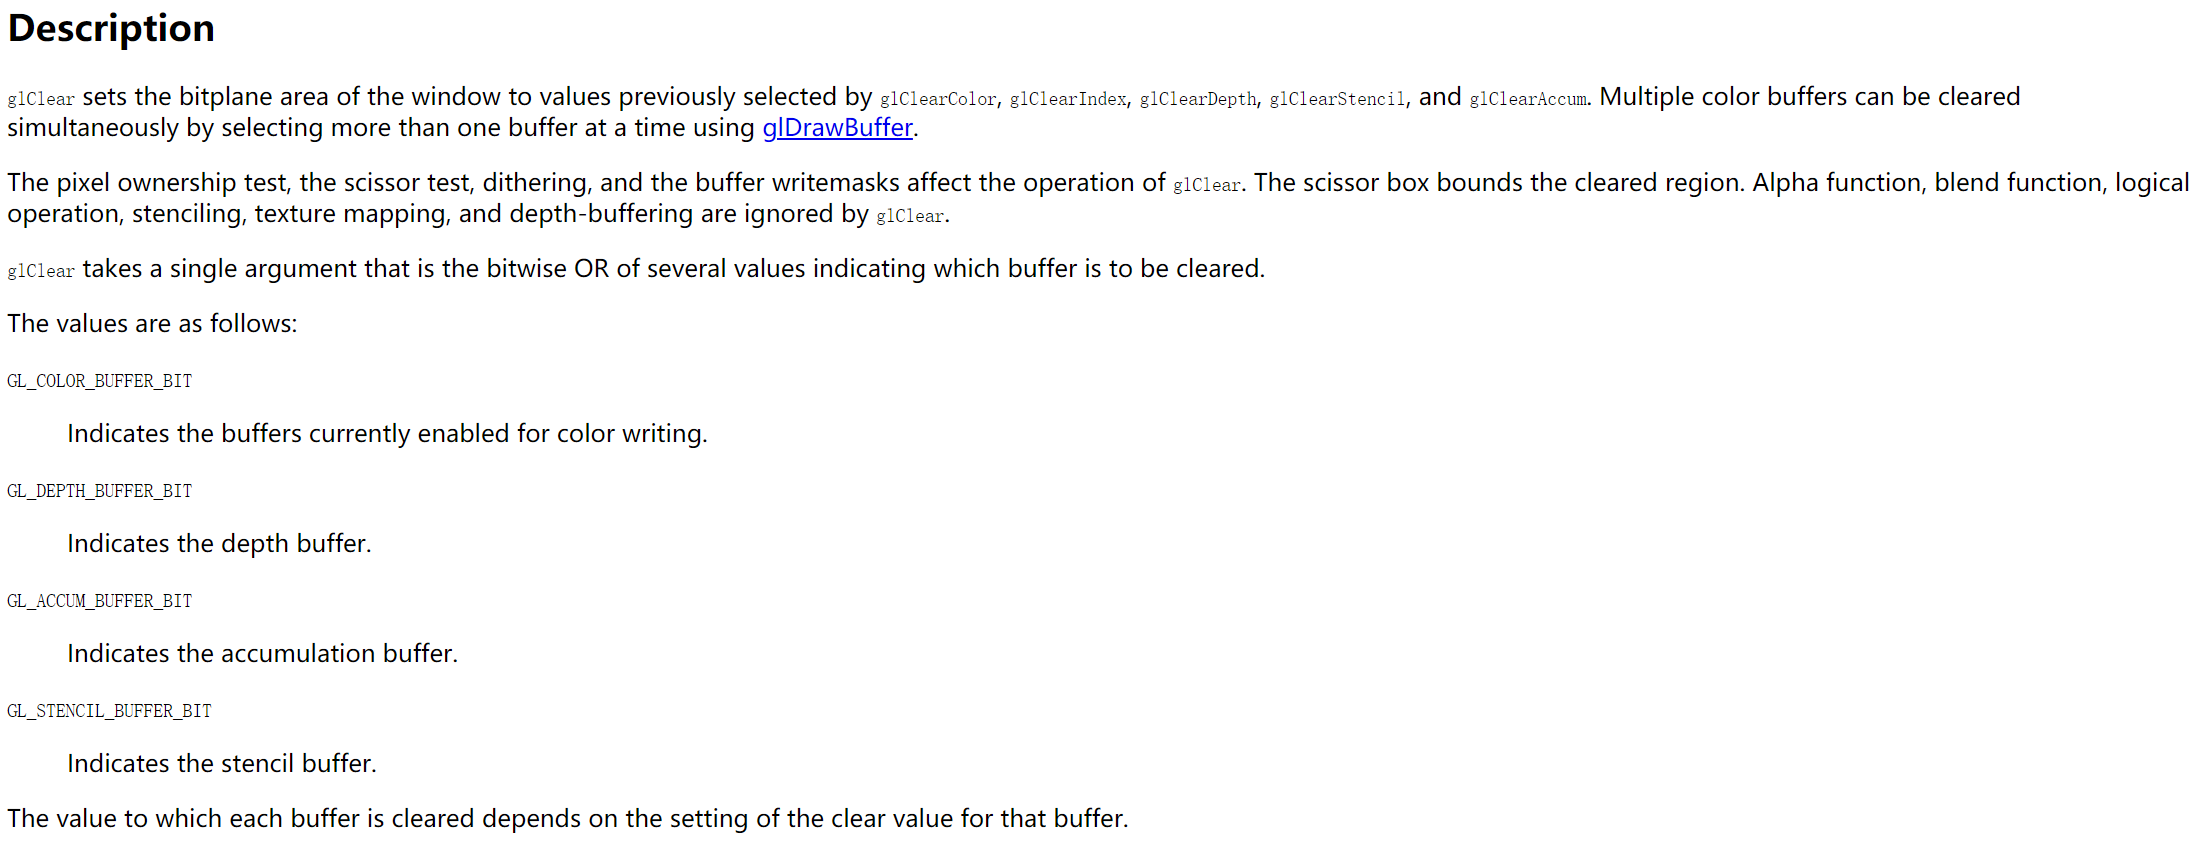 Description
glClear sets the bitplane area of the window to values previously selected by glClearColor, glClearIndex, glClearDepth, glClearStencil, and glClearAccum. Multiple color buffers can be cleared
simultaneously by selecting more than one buffer at a time using glDrawBuffer.
The pixel ownership test, the scissor test, dithering, and the buffer writemasks affect the operation of glClear. The scissor box bounds the cleared region. Alpha function, blend function, logical
operation, stenciling, texture mapping, and depth-buffering are ignored by glClear.
glClear takes a single argument that is the bitwise OR of several values indicating which buffer is to be cleared.
The values are as follows:
GL_COLOR_BUFFER_BIT
Indicates the buffers currently enabled for color writing.
GL_DEPTH_BUFFER_BIT
Indicates the depth buffer.
GL_ACCUM_BUFFER_BIT
Indicates the accumulation buffer.
GL_STENCIL_BUFFER_BIT
Indicates the stencil buffer.
The value to which each buffer is cleared depends on the setting of the clear value for that buffer.